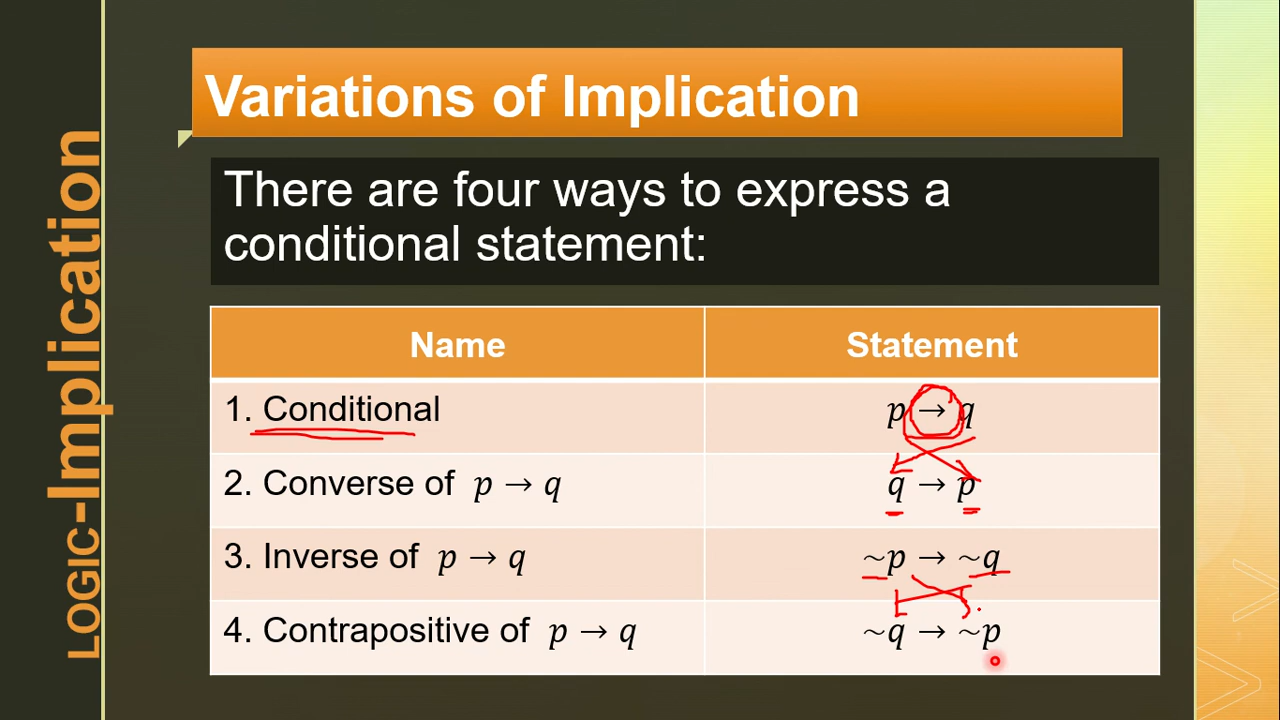 LOGIC-Implication
Variations of Implication
There are four ways to express a
conditional statement:
Name Statement
1. Conditional p → q
2. Converse of p → q q → p
3. Inverse of p → q ~p → ~q
4. Contrapositive of p → q ~q → ~p